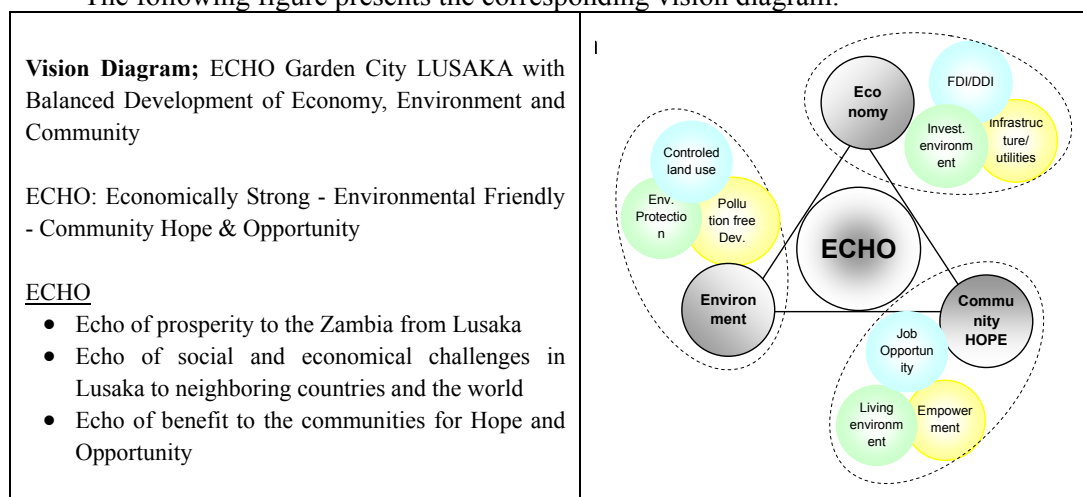 The following figure presents the corresponding vision diagram.
Vision Diagram; ECHO Garden City LUSAKA with
Balanced Development of Economy, Environment and
Community
ECHO: Economically Strong - Environmental Friendly
- Community Hope & Opportunity
ECHO
• Echo of prosperity to the Zambia from Lusaka
• Echo of social and economical challenges in
Lusaka to neighboring countries and the world
• Echo of benefit to the communities for Hope and
Opportunity
Eco
nomy
FDI/DDI
Invest.
environm
ent
Infrastruc
ture/
utilities
Controled
land use
Env.
Protectio
n
Pollu
tion free
Dev.
Environ
ment
ECHO
Commu
nity
HOPE
Job
Opportun
ity
Living
environm
ent
Empower
ment